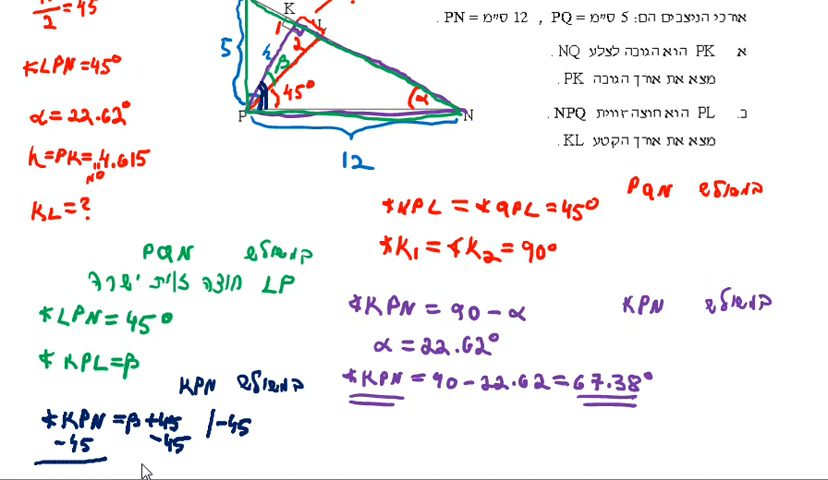 אורכי הניצבים הם: 5 ס"מ = PQ , 12 ס"מ = PN .
א PK הוא הגובה לצלע NQ .
מצא את אורך הגובה PK.
ב. PL הוא חוצה זווית NPQ.
מצא את אורך הקטע KL.
2 = 45
∢LPN=45°
α=22.62°
h=PK=4.615
ס"מ
KL=?
K
L
1
2
5
h
β
45°
α
P
N
12
במשולש PQN
∢NPL = ∢QPL = 45°
∢K₁ = ∢K₂ = 90°
במשולש PQN
LP חוצה זווית ישרה
∢LPN=45°
∢KPL=β
במשולש KPN
∢KPN = 90 - α
α = 22.62°
∢KPN = 90 - 22.62 = 67.38°
במשולש KPN
∢KPN = β +45 / -45
-45 -45